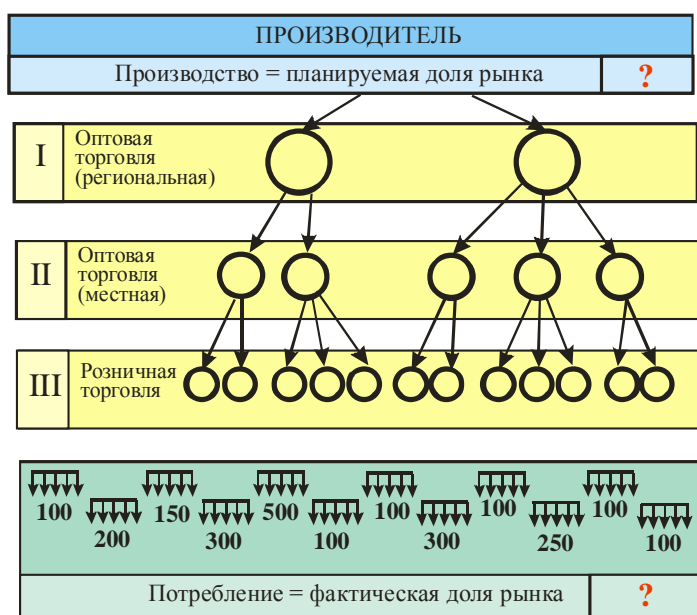 ПРОИЗВОДИТЕЛЬ
Производство = планируемая доля рынка ?
I Оптовая
торговля
(региональная)
II Оптовая
торговля
(местная)
III Розничная
торговля
100 150 500 100 100 100
200 300 100 300 250 100
Потребление = фактическая доля рынка ?